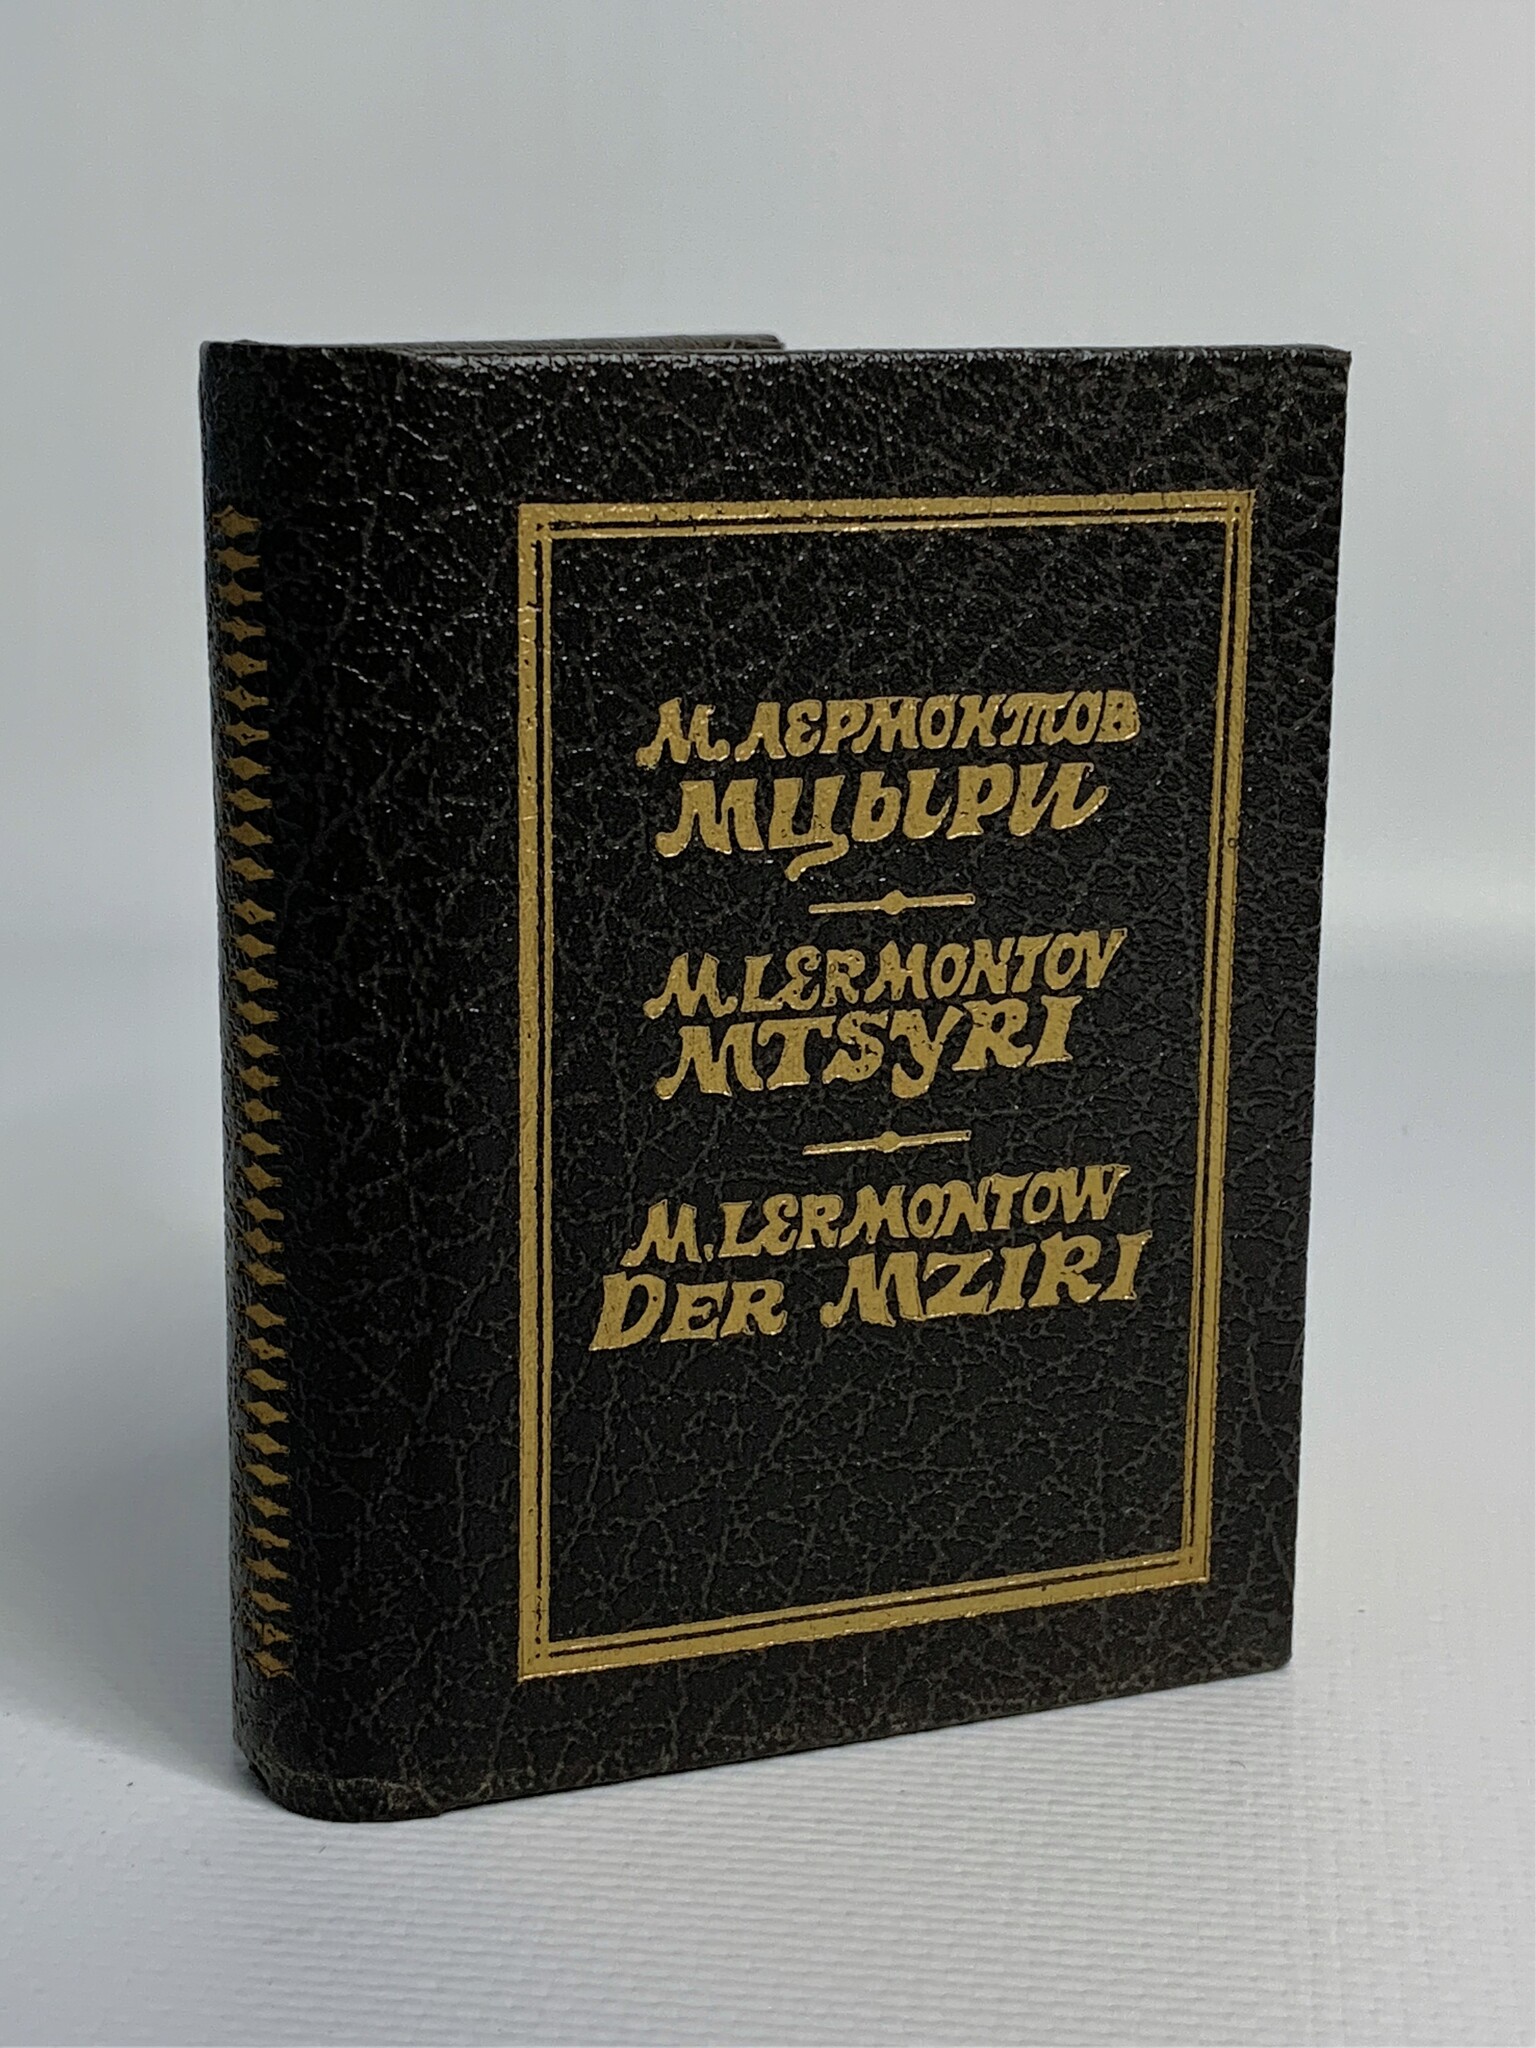 М. ЛЕРМОНТОВ
МЦЫРИ
M. LERMONTOV
MTSYRI
M. LERMONTOW
DER MZIRI